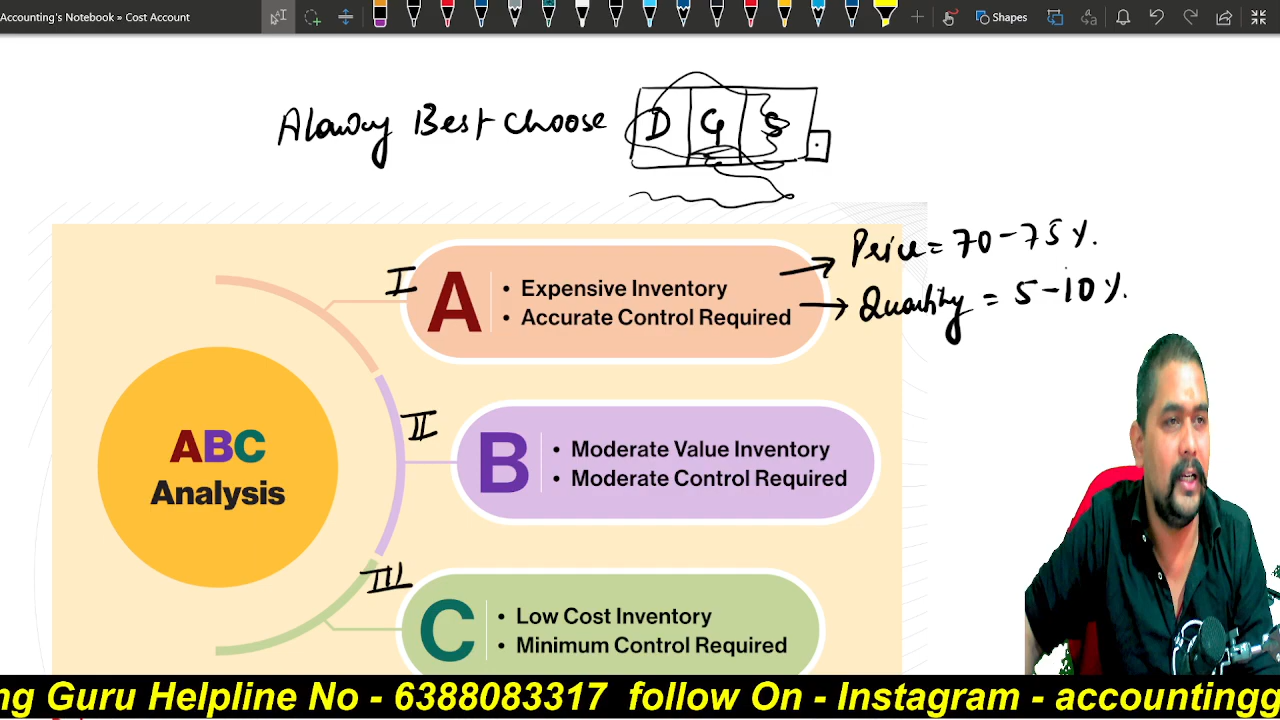 Accounting's Notebook » Cost Account
Shapes
Alaway Best choose D G S
I
A
• Expensive Inventory
• Accurate Control Required
Price = 70-75%.
Quantity = 5-10%.
ABC
Analysis
II
B
• Moderate Value Inventory
• Moderate Control Required
III
C
• Low Cost Inventory
• Minimum Control Required
ng Guru Helpline No - 6388083317 follow On - Instagram - accountingg